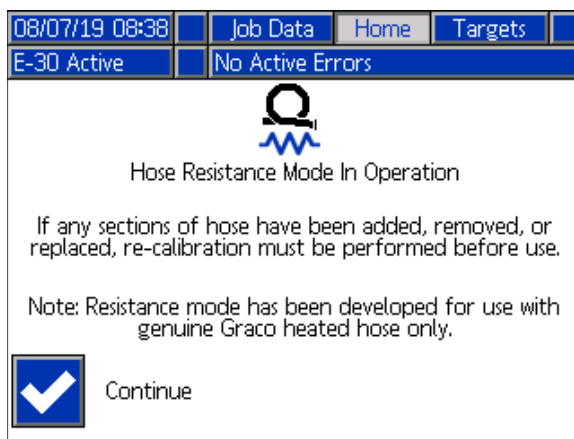 08/07/19 08:38 Job Data Home Targets
E-30 Active No Active Errors
Hose Resistance Mode In Operation
If any sections of hose have been added, removed, or
replaced, re-calibration must be performed before use.
Note: Resistance mode has been developed for use with
genuine Graco heated hose only.
Continue